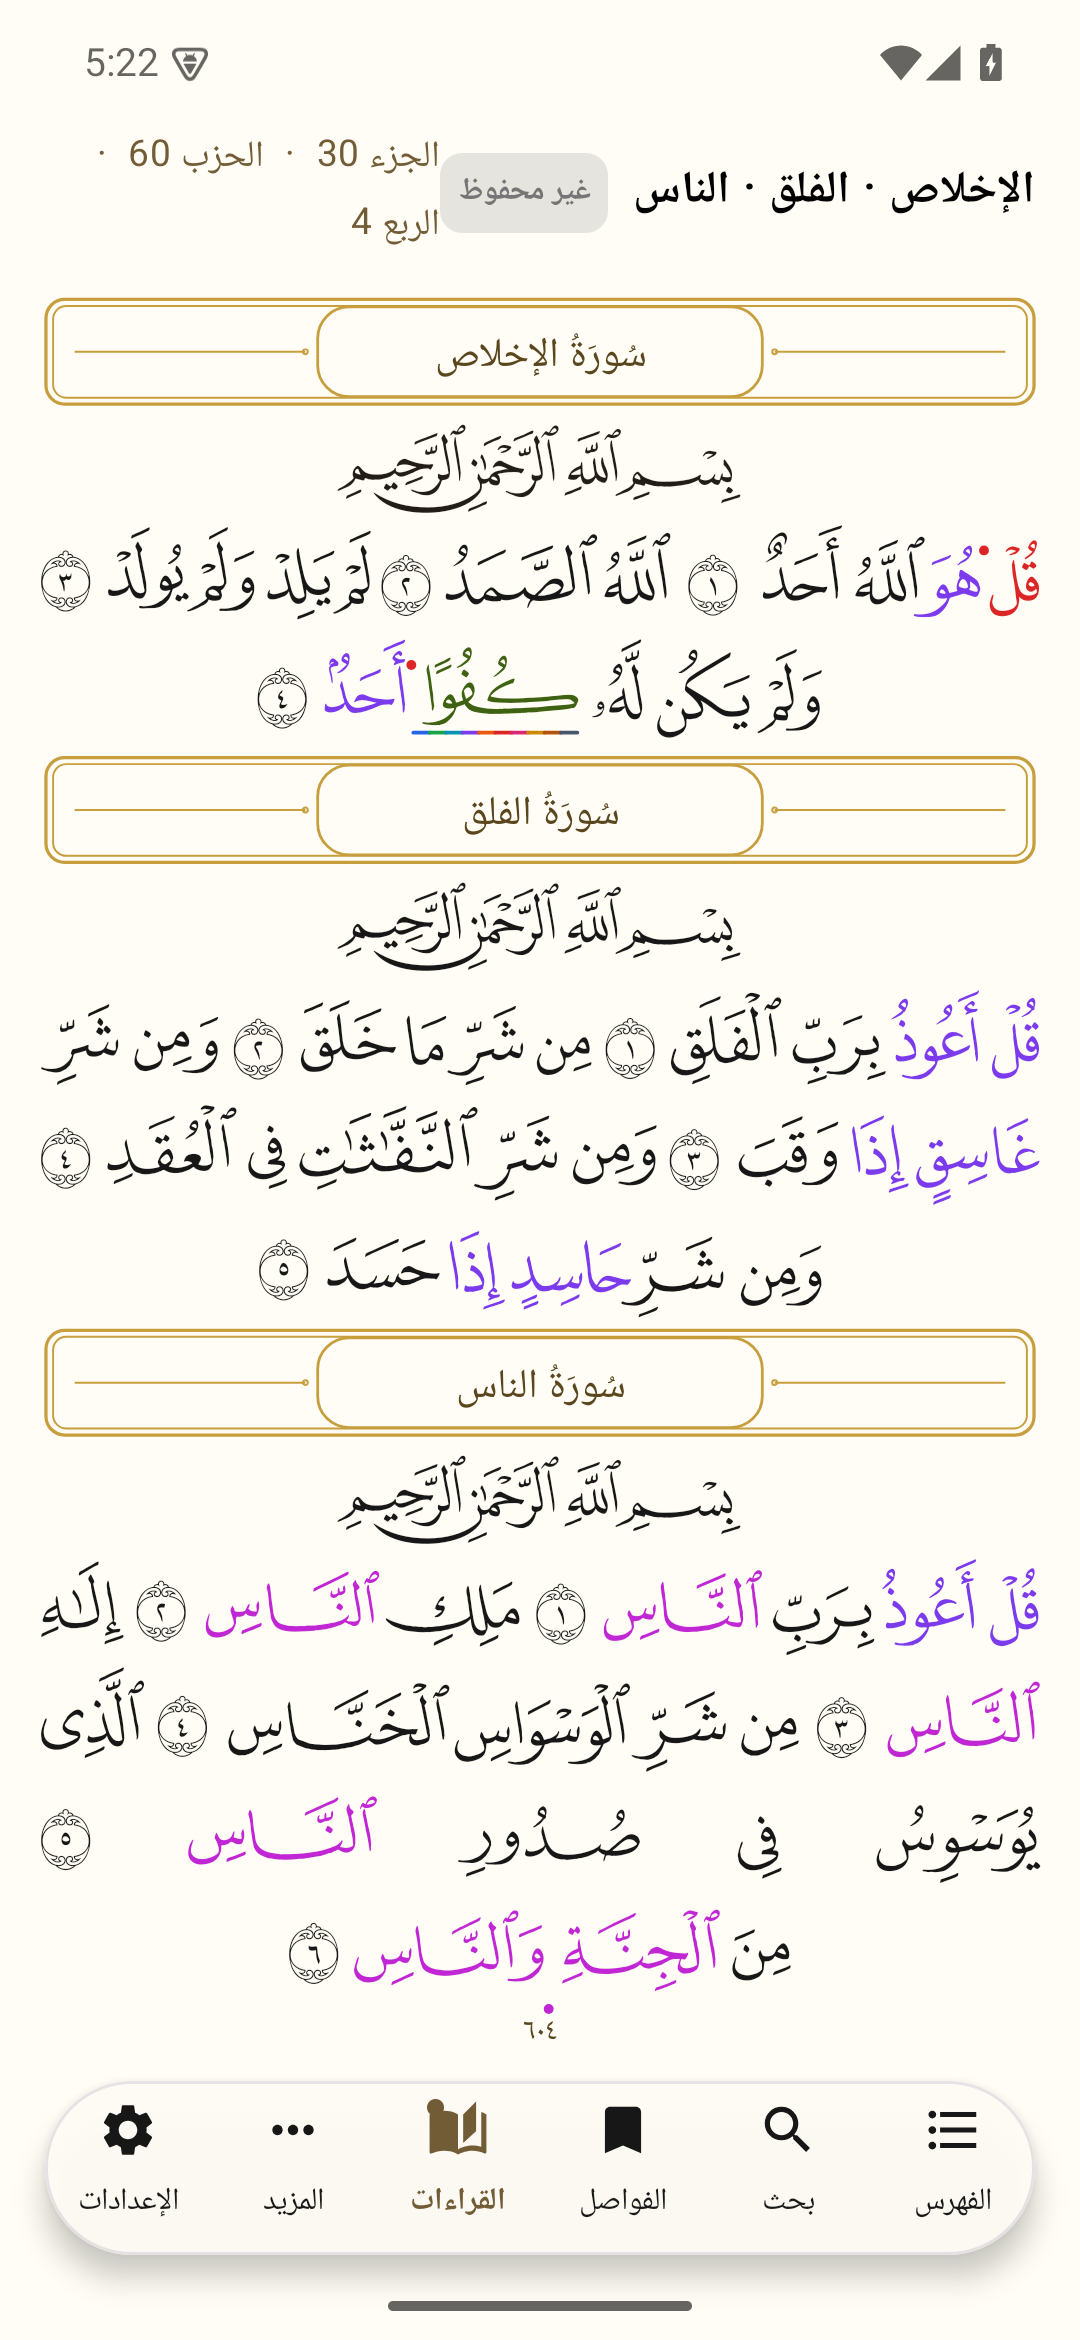 5:22
الإخلاص · الفلق · الناس
غير محفوظ
الجزء 30 · الحزب 60 ·
الربع 4
سُورَةُ الإخلاص
بِسْمِ ٱللَّهِ ٱلرَّحْمَٰنِ ٱلرَّحِيمِ
قُلْ هُوَ ٱللَّهُ أَحَدٌ ١ ٱللَّهُ ٱلصَّمَدُ ٢ لَمْ يَلِدْ وَلَمْ يُولَدْ ٣
وَلَمْ يَكُن لَّهُۥ كُفُوًا أَحَدٌۢ ٤
سُورَةُ الفلق
بِسْمِ ٱللَّهِ ٱلرَّحْمَٰنِ ٱلرَّحِيمِ
قُلْ أَعُوذُ بِرَبِّ ٱلْفَلَقِ ١ مِن شَرِّ مَا خَلَقَ ٢ وَمِن شَرِّ
غَاسِقٍ إِذَا وَقَبَ ٣ وَمِن شَرِّ ٱلنَّفَّٰثَٰتِ فِى ٱلْعُقَدِ ٤
وَمِن شَرِّ حَاسِدٍ إِذَا حَسَدَ ٥
سُورَةُ الناس
بِسْمِ ٱللَّهِ ٱلرَّحْمَٰنِ ٱلرَّحِيمِ
قُلْ أَعُوذُ بِرَبِّ ٱلنَّاسِ ١ مَلِكِ ٱلنَّاسِ ٢ إِلَٰهِ
ٱلنَّاسِ ٣ مِن شَرِّ ٱلْوَسْوَاسِ ٱلْخَنَّاسِ ٤ ٱلَّذِى
يُوَسْوِسُ فِى صُدُورِ ٱلنَّاسِ ٥
مِنَ ٱلْجِنَّةِ وَٱلنَّاسِ ٦
٦٠٤
الفهرس
بحث
الفواصل
القراءات
المزيد
الإعدادات